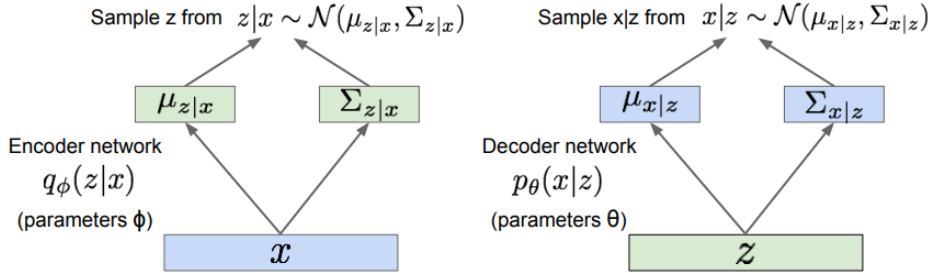 Sample z from z|x ∼ 𝒩(μ_{z|x}, Σ_{z|x})
μ_{z|x}
Σ_{z|x}
Encoder network
q_ϕ(z|x)
(parameters ϕ)
x
Sample x|z from x|z ∼ 𝒩(μ_{x|z}, Σ_{x|z})
μ_{x|z}
Σ_{x|z}
Decoder network
p_θ(x|z)
(parameters θ)
z